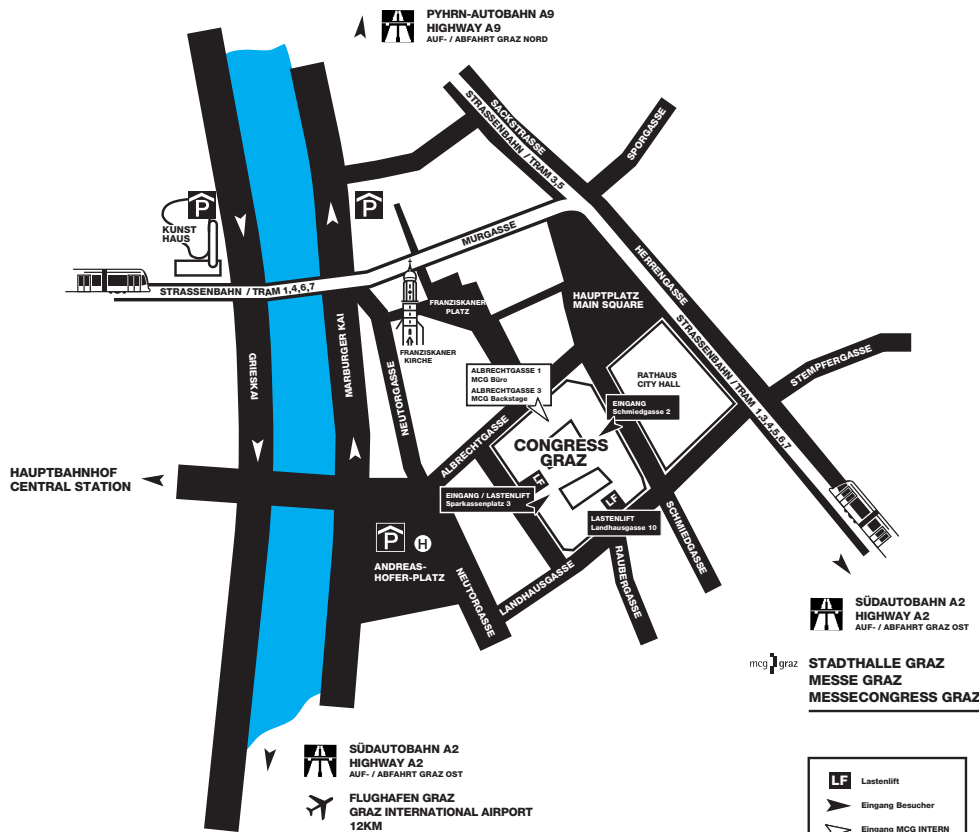 PYHRN-AUTOBAHN A9
HIGHWAY A9
AUF- / ABFAHRT GRAZ NORD
SACKSTRASSE
STRASSENBAHN / TRAM 3,5
SPORGASSE
P
P
KUNST
HAUS
MURGASSE
HERRENGASSE
STRASSENBAHN / TRAM 1,4,6,7
FRANZISKANER
PLATZ
HAUPTPLATZ
MAIN SQUARE
STRASSENBAHN / TRAM 1,3,4,5,6,7
STEMPFERGASSE
GRIESKAI
MARBURGER KAI
NEUTORGASSE
FRANZISKANER
KIRCHE
ALBRECHTGASSE 1
MCG Büro
ALBRECHTGASSE 3
MCG Backstage
RATHAUS
CITY HALL
EINGANG
Schmiedgasse 2
ALBRECHTGASSE
CONGRESS
GRAZ
HAUPTBAHNHOF
CENTRAL STATION
LF
EINGANG / LASTENLIFT
Sparkassenplatz 3
LF
LASTENLIFT
Landhausgasse 10
SCHMIEDGASSE
P
H
ANDREAS-
HOFER-PLATZ
NEUTORGASSE
LANDHAUSGASSE
RAUBERGASSE
SÜDAUTOBAHN A2
HIGHWAY A2
AUF- / ABFAHRT GRAZ OST
mcg graz
STADTHALLE GRAZ
MESSE GRAZ
MESSECONGRESS GRAZ
SÜDAUTOBAHN A2
HIGHWAY A2
AUF- / ABFAHRT GRAZ OST
FLUGHAFEN GRAZ
GRAZ INTERNATIONAL AIRPORT
12KM
LF Lastenlift
Eingang Besucher
Eingang MCG INTERN